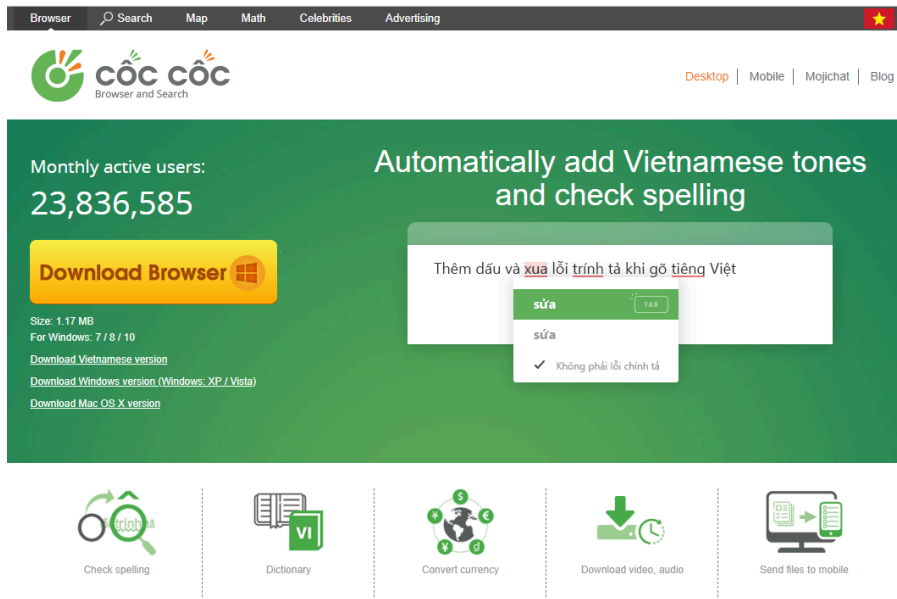 Browser
Search
Map
Math
Celebrities
Advertising
cốc cốc
Browser and Search
Desktop
Mobile
Mojichat
Blog
Monthly active users:
23,836,585
Download Browser
Size: 1.17 MB
For Windows: 7 / 8 / 10
Download Vietnamese version
Download Windows version (Windows: XP / Vista)
Download Mac OS X version
Automatically add Vietnamese tones
and check spelling
Thêm dấu và xua lỗi trính tả khi gõ tiêng Việt
sửa
TAB
sứa
Không phải lỗi chính tả
Ô trính tả
VI
$
¥
€
¥
₫
Check spelling
Dictionary
Convert currency
Download video, audio
Send files to mobile